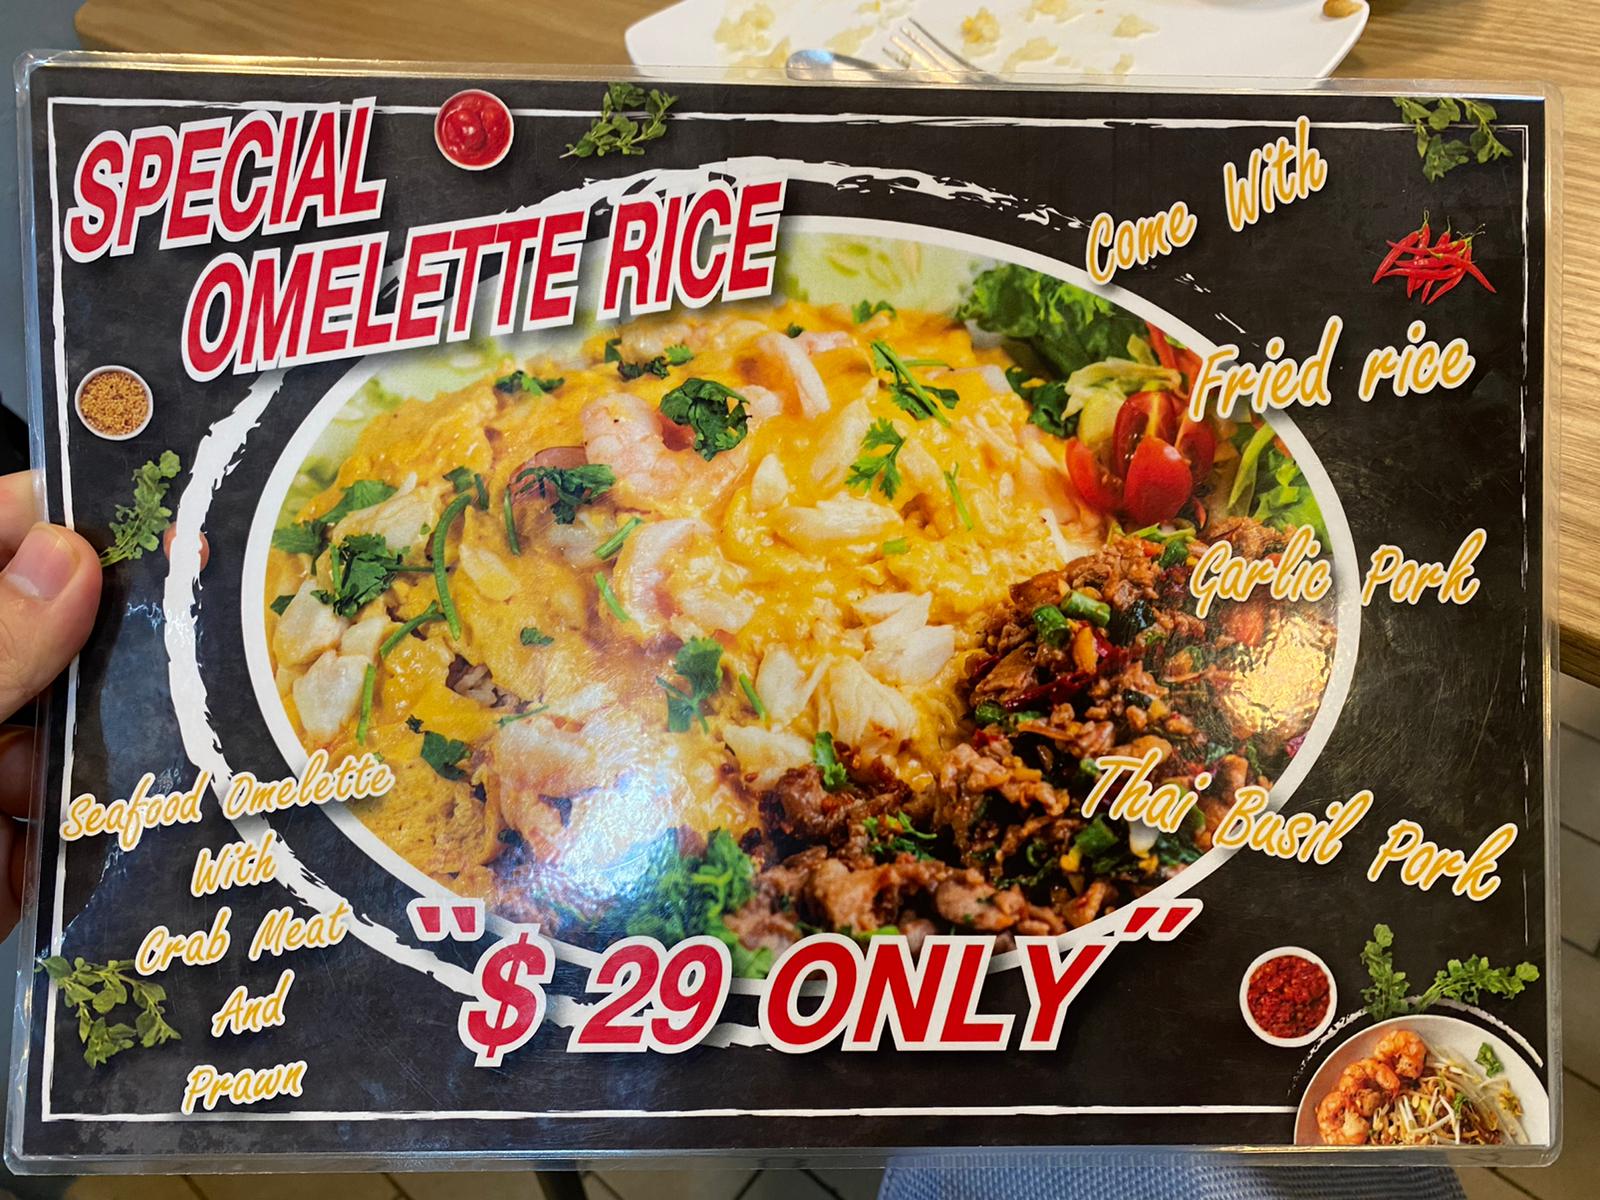 SPECIAL
OMELETTE RICE
Come With
Fried rice
Garlic Pork
Thai Basil Pork
Seafood Omelette
With
Crab Meat
And
Prawn
"$ 29 ONLY"